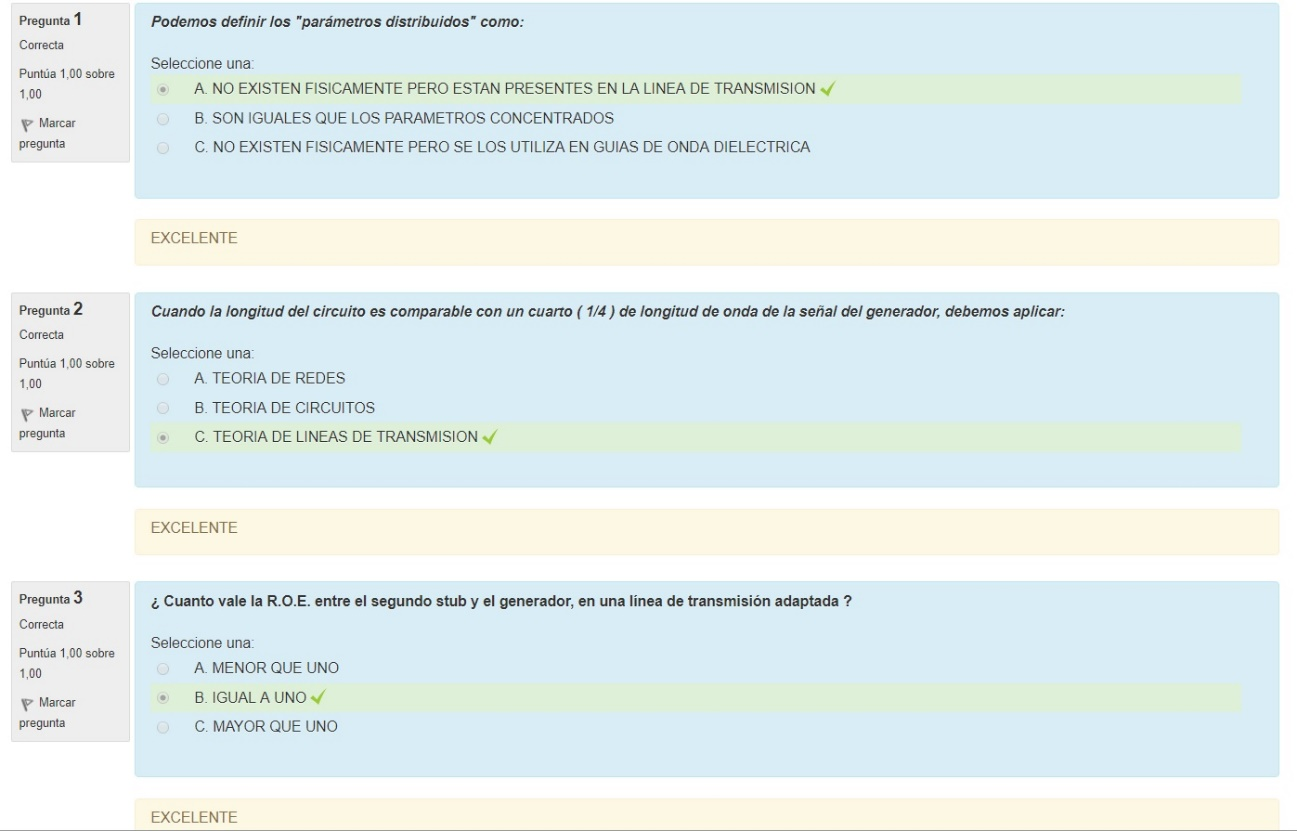 Pregunta 1
Correcta
Puntúa 1,00 sobre
1,00
Marcar
pregunta
Podemos definir los "parámetros distribuidos" como:
Seleccione una:
A. NO EXISTEN FISICAMENTE PERO ESTAN PRESENTES EN LA LINEA DE TRANSMISION
B. SON IGUALES QUE LOS PARAMETROS CONCENTRADOS
C. NO EXISTEN FISICAMENTE PERO SE LOS UTILIZA EN GUIAS DE ONDA DIELECTRICA
EXCELENTE
Pregunta 2
Correcta
Puntúa 1,00 sobre
1,00
Marcar
pregunta
Cuando la longitud del circuito es comparable con un cuarto ( 1/4 ) de longitud de onda de la señal del generador, debemos aplicar:
Seleccione una:
A. TEORIA DE REDES
B. TEORIA DE CIRCUITOS
C. TEORIA DE LINEAS DE TRANSMISION
EXCELENTE
Pregunta 3
Correcta
Puntúa 1,00 sobre
1,00
Marcar
pregunta
¿ Cuanto vale la R.O.E. entre el segundo stub y el generador, en una línea de transmisión adaptada ?
Seleccione una:
A. MENOR QUE UNO
B. IGUAL A UNO
C. MAYOR QUE UNO
EXCELENTE